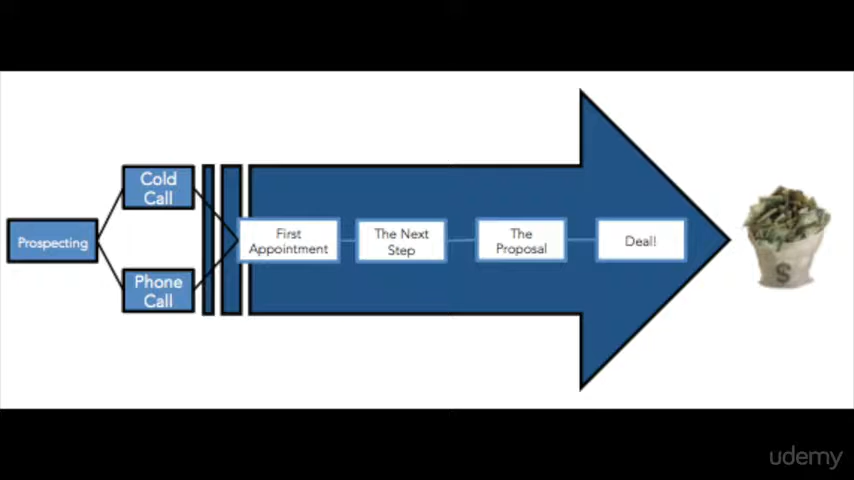 Prospecting
Cold
Call
Phone
Call
First
Appointment
The Next
Step
The
Proposal
Deal!
$
udemy